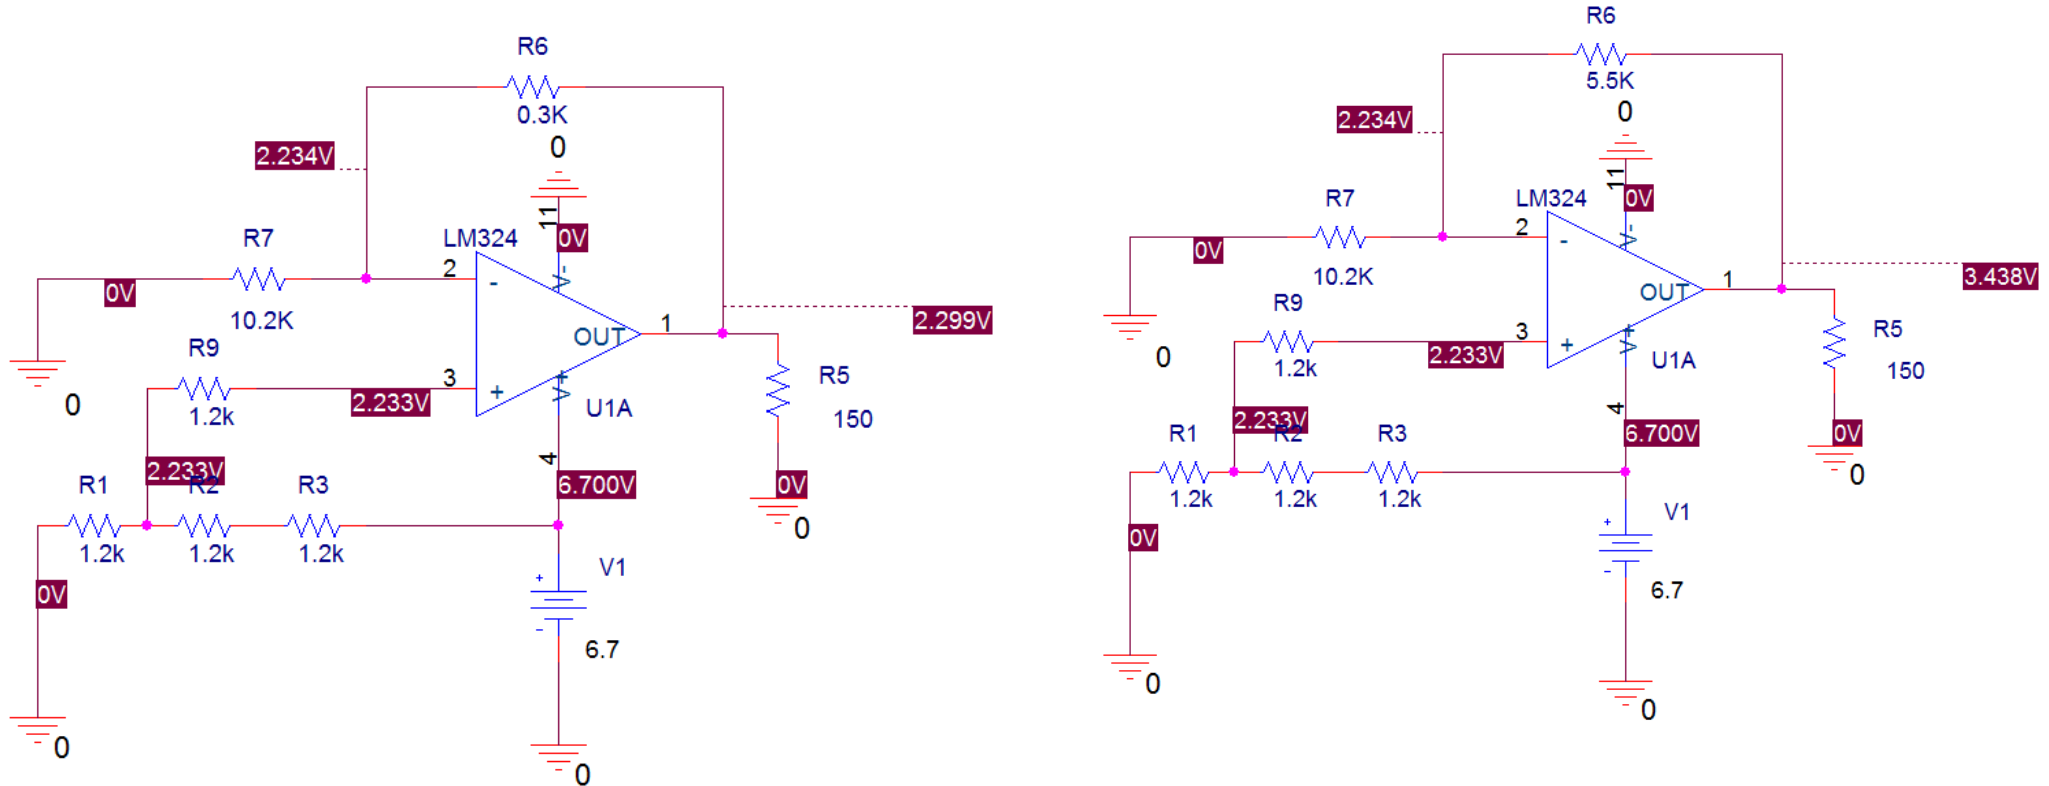 R6
0.3K
0
2.234V
11
0V
LM324
R7
2
-
V-
0V
10.2K
1
2.299V
OUT
R9
3
+
V+
2.233V
U1A
R5
0
1.2k
150
4
2.233V
6.700V
0V
R1
R2
R3
0
1.2k
1.2k
1.2k
0V
+
V1
-
6.7
0
0
R6
5.5K
0
2.234V
11
0V
LM324
R7
2
-
V-
0V
10.2K
1
3.438V
OUT
R9
3
+
V+
2.233V
U1A
R5
0
1.2k
150
4
2.233V
6.700V
0V
R1
R2
R3
0
1.2k
1.2k
1.2k
0V
+
V1
-
6.7
0
0